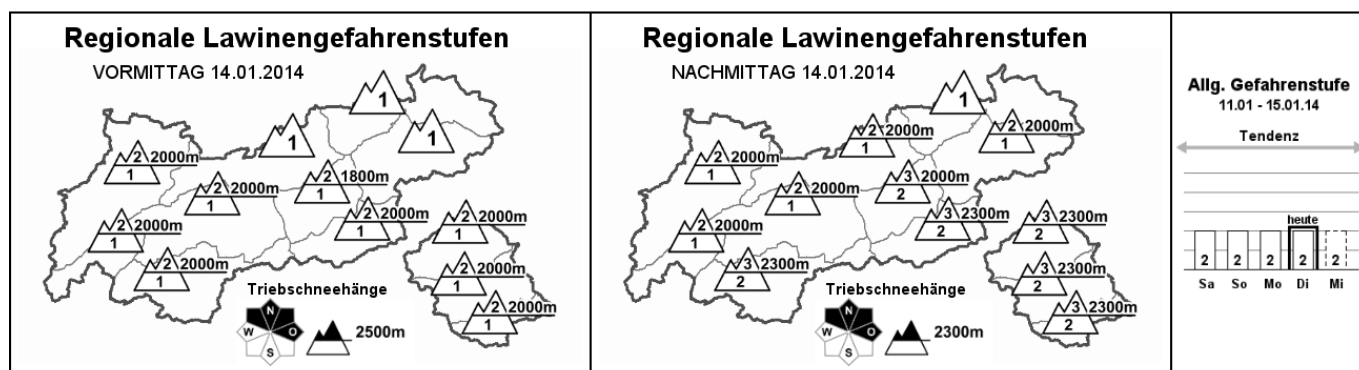 Regionale Lawinengefahrenstufen
VORMITTAG 14.01.2014
1
1
1
2 2000m
1
2 1800m
1
2 2000m
1
2 2000m
1
2 2000m
1
2 2000m
1
2 2000m
1
2 2000m
1
2 2000m
1
Triebschneehänge
N
W O
S
2500m
Regionale Lawinengefahrenstufen
NACHMITTAG 14.01.2014
1
2 2000m
1
2 2000m
1
2 2000m
1
3 2000m
2
2 2000m
1
3 2300m
2
3 2300m
2
2 2000m
1
3 2300m
2
3 2300m
2
3 2300m
2
Triebschneehänge
N
W O
S
2300m
Allg. Gefahrenstufe
11.01 - 15.01.14
Tendenz
heute
2 2 2 2 2
Sa So Mo Di Mi